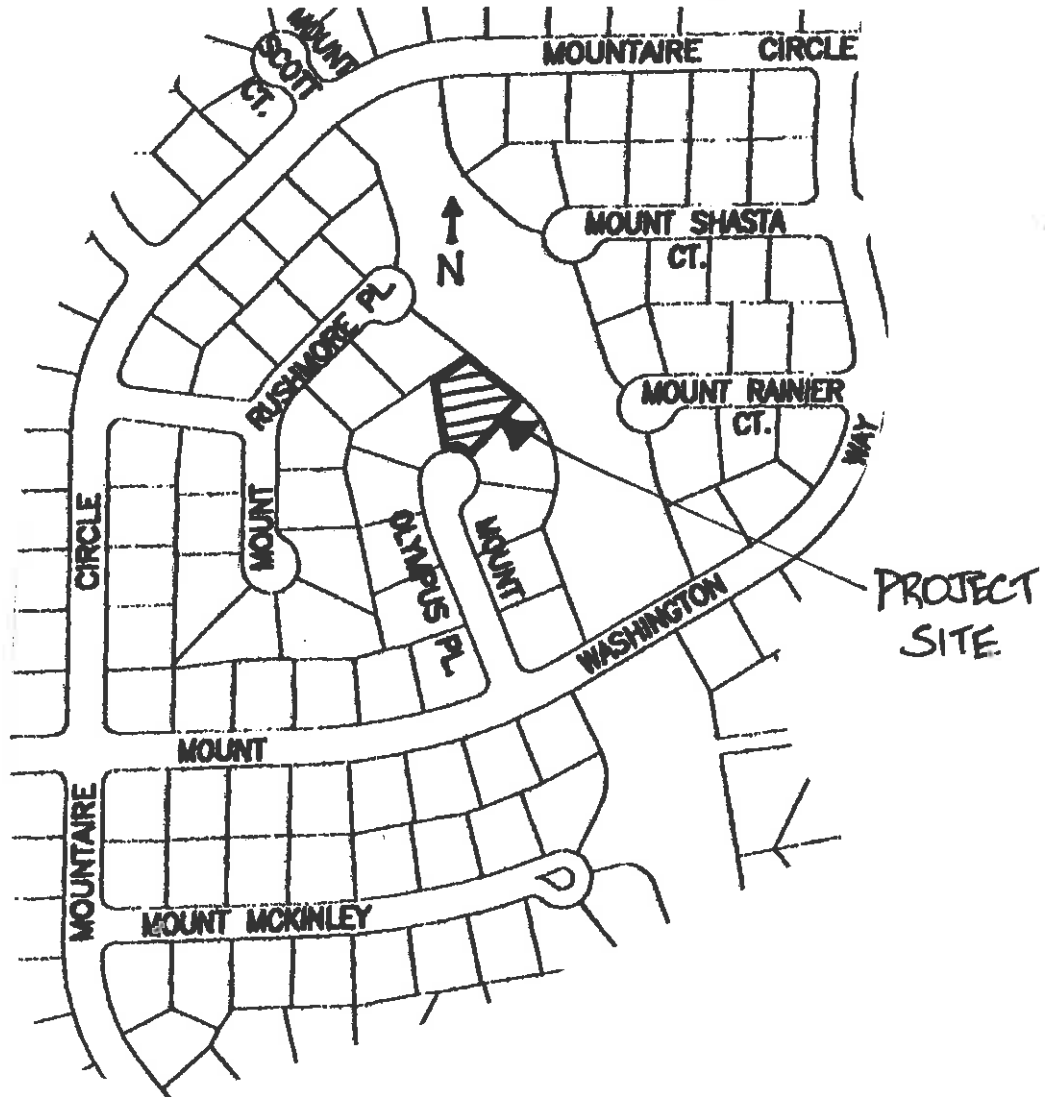 MOUNT
SCOTT
CT.
MOUNTAIRE CIRCLE
MOUNT SHASTA
CT.
N
RUSHMORE PL
MOUNT
MOUNT RAINIER
CT.
WAY
CIRCLE
OLYMPUS PL
MOUNT
WASHINGTON
PROJECT
SITE
MOUNT
MOUNTAIRE
MOUNT MCKINLEY